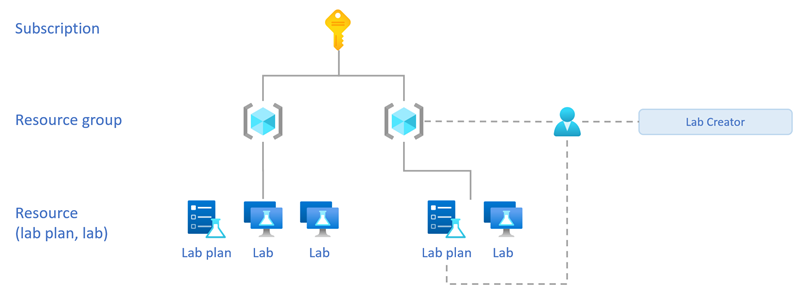 Subscription
Resource group
Lab Creator
Resource
(lab plan, lab)
Lab plan
Lab
Lab
Lab plan
Lab